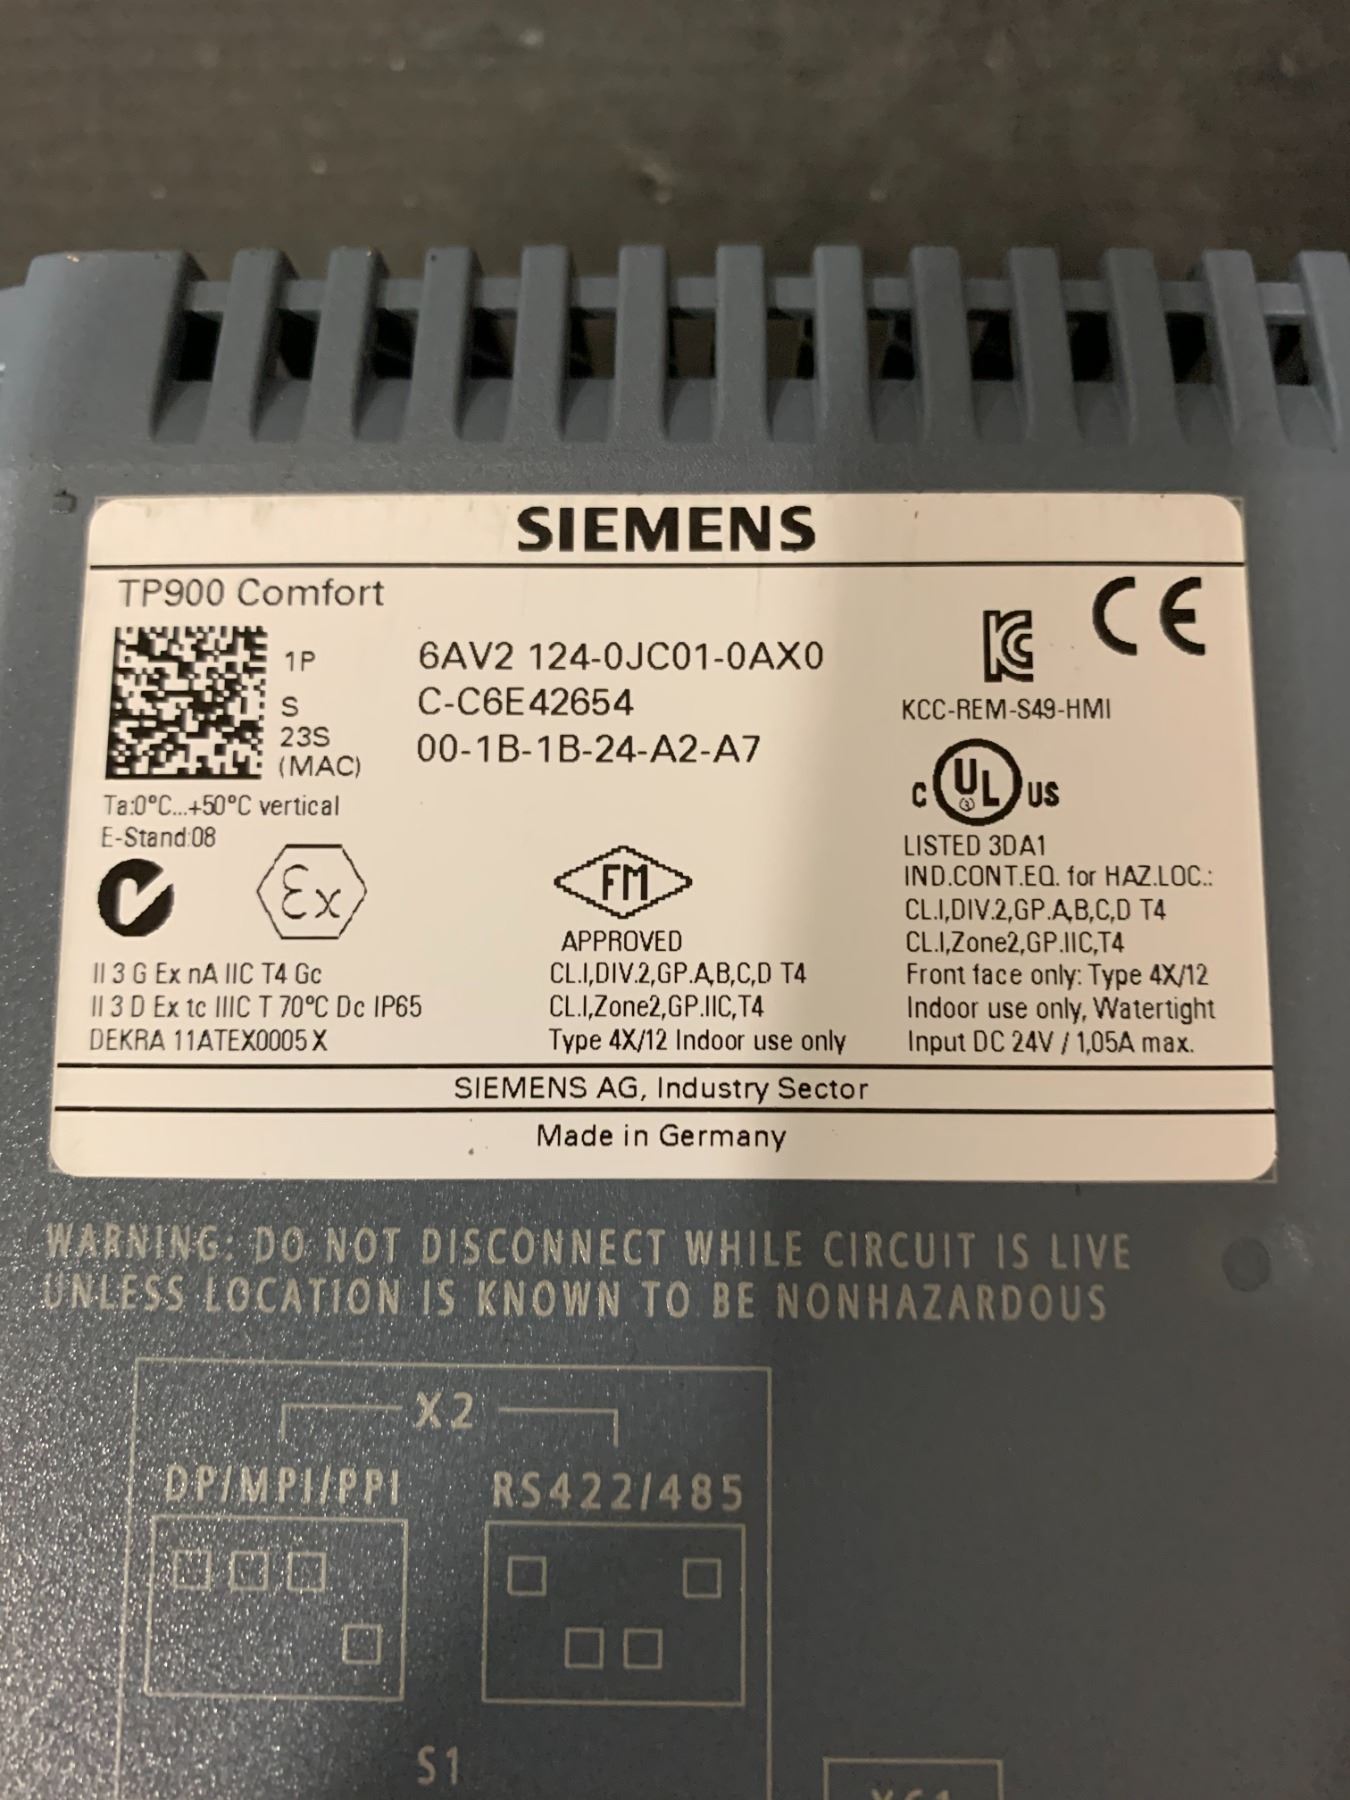 SIEMENS
TP900 Comfort
1P 6AV2 124-0JC01-0AX0
S C-C6E42654
23S
(MAC) 00-1B-1B-24-A2-A7
Ta:0°C...+50°C vertical
E-Stand:08
Ex
II 3 G Ex nA IIC T4 Gc
II 3 D Ex tc IIIC T 70°C Dc IP65
DEKRA 11ATEX0005 X
FM
APPROVED
CL.I,DIV.2,GP.A,B,C,D T4
CL.I,Zone2,GP.IIC,T4
Type 4X/12 Indoor use only
CE
KCC-REM-S49-HMI
C UL US
LISTED 3DA1
IND.CONT.EQ. for HAZ.LOC.:
CL.I,DIV.2,GP.A,B,C,D T4
CL.I,Zone2,GP.IIC,T4
Front face only: Type 4X/12
Indoor use only, Watertight
Input DC 24V / 1,05A max.
SIEMENS AG, Industry Sector
Made in Germany
WARNING: DO NOT DISCONNECT WHILE CIRCUIT IS LIVE
UNLESS LOCATION IS KNOWN TO BE NONHAZARDOUS
X2
DP/MPI/PPI RS422/485
S1